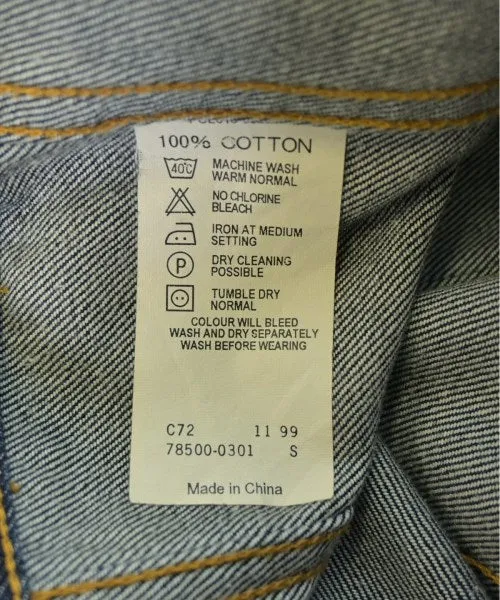 100% COTTON
40°C MACHINE WASH
WARM NORMAL
NO CHLORINE
BLEACH
IRON AT MEDIUM
SETTING
P DRY CLEANING
POSSIBLE
TUMBLE DRY
NORMAL
COLOUR WILL BLEED
WASH AND DRY SEPARATELY
WASH BEFORE WEARING
C72 11 99
78500-0301 S
Made in China